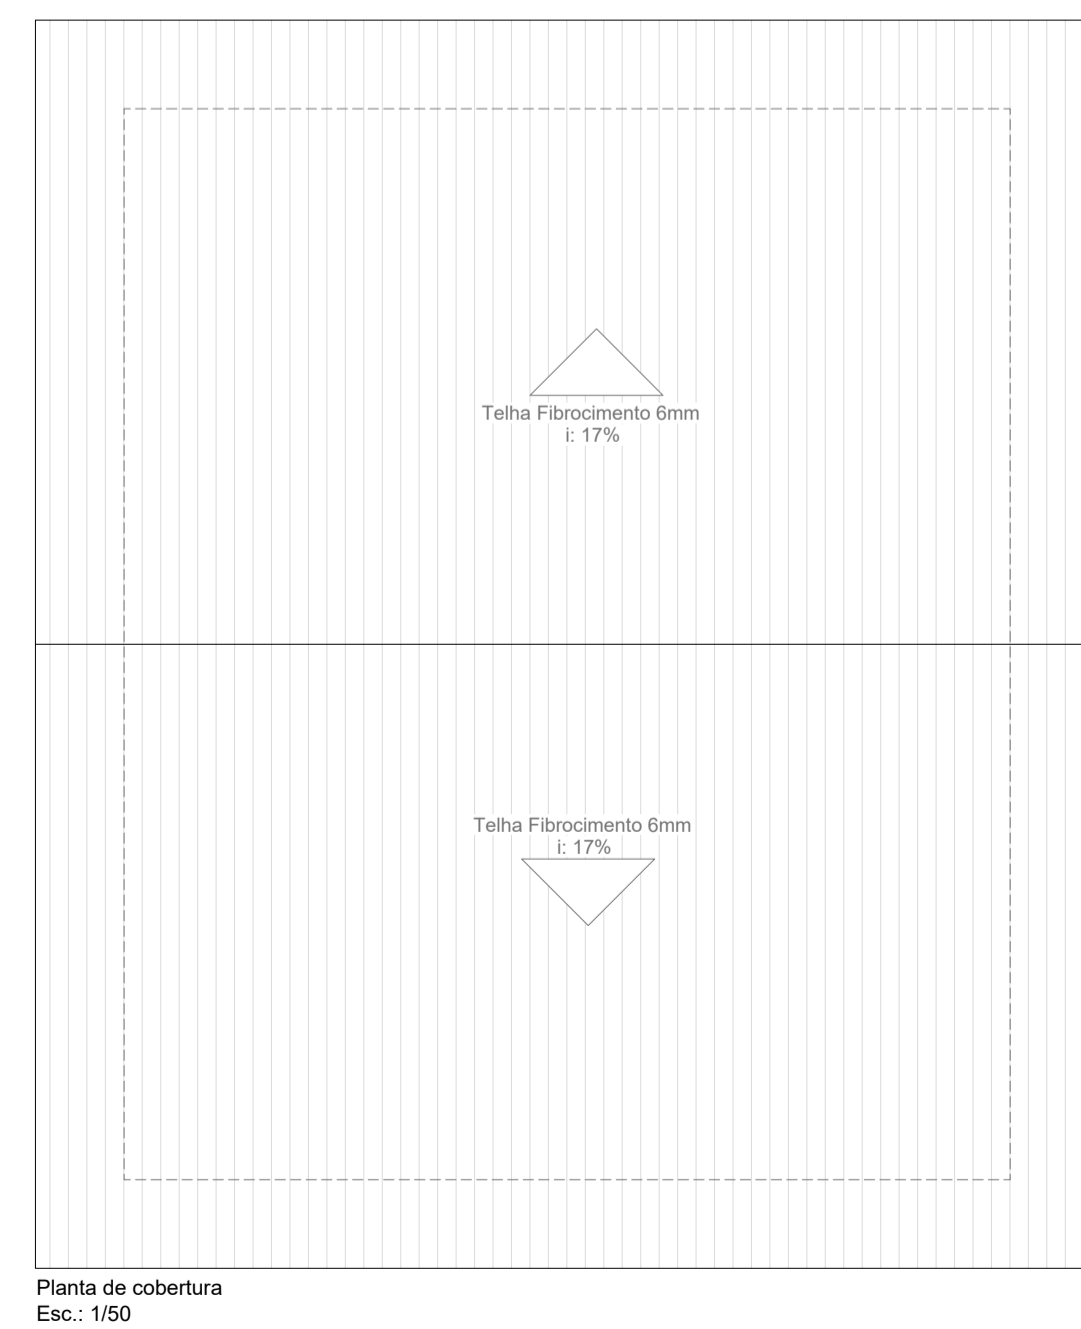 Telha Fibrocimento 6mm
i: 17%
Telha Fibrocimento 6mm
i: 17%
Planta de cobertura
Esc.: 1/50